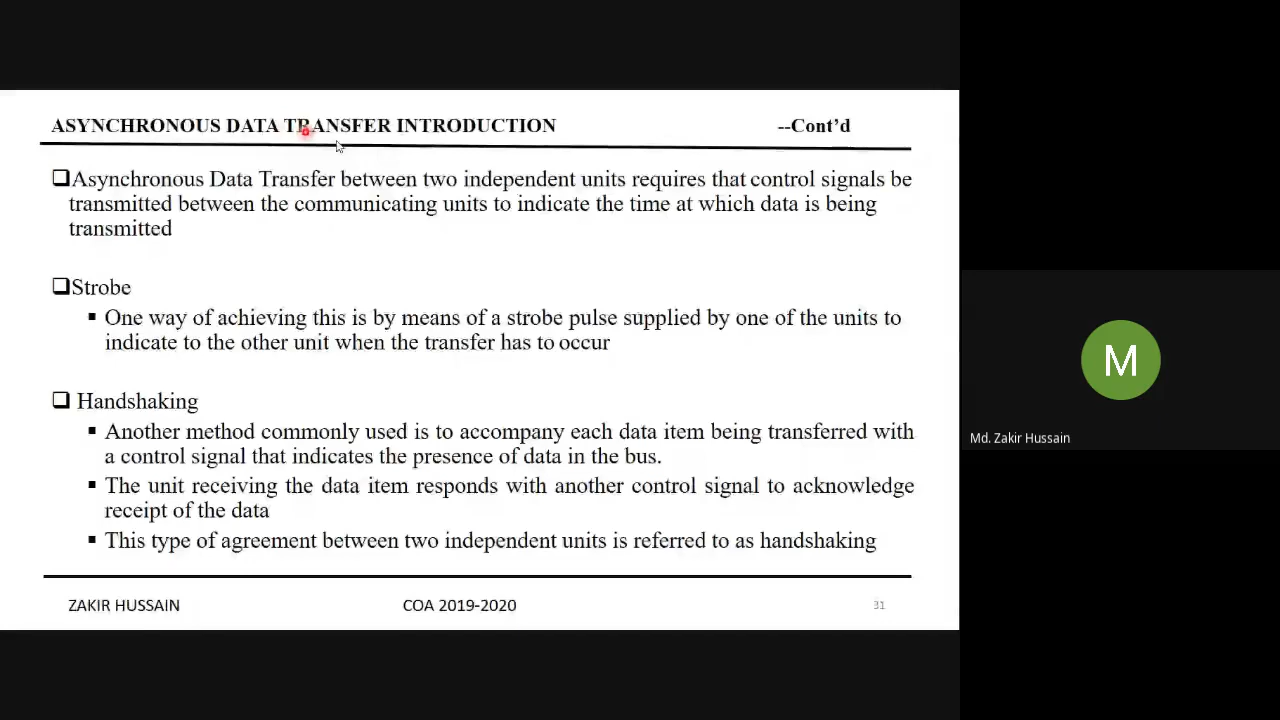 ASYNCHRONOUS DATA TRANSFER INTRODUCTION --Cont’d
❑Asynchronous Data Transfer between two independent units requires that control signals be
transmitted between the communicating units to indicate the time at which data is being
transmitted
❑Strobe
▪ One way of achieving this is by means of a strobe pulse supplied by one of the units to
indicate to the other unit when the transfer has to occur
❑ Handshaking
▪ Another method commonly used is to accompany each data item being transferred with
a control signal that indicates the presence of data in the bus.
▪ The unit receiving the data item responds with another control signal to acknowledge
receipt of the data
▪ This type of agreement between two independent units is referred to as handshaking
ZAKIR HUSSAIN COA 2019-2020 31
M
Md. Zakir Hussain